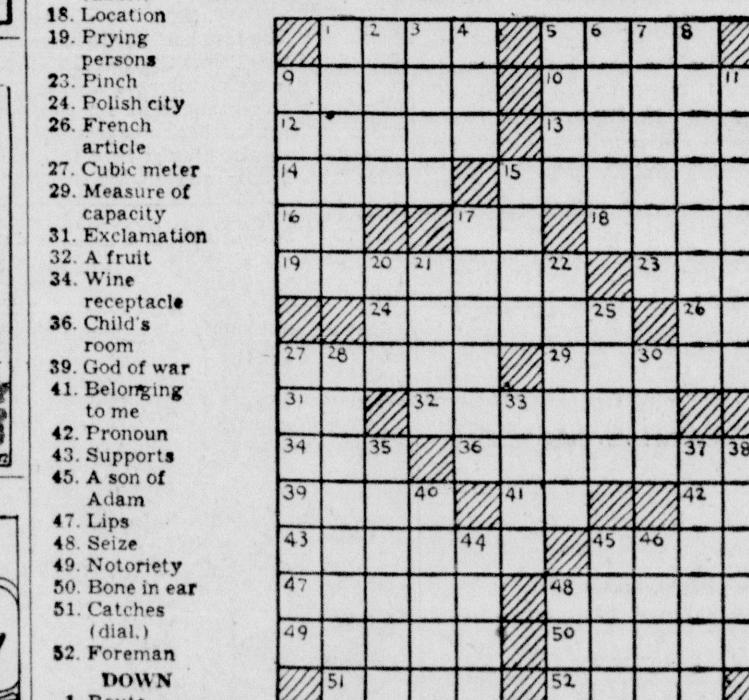 18. Location
19. Prying
persons
23. Pinch
24. Polish city
26. French
article
27. Cubic meter
29. Measure of
capacity
31. Exclamation
32. A fruit
34. Wine
receptacle
36. Child's
room
39. God of war
41. Belonging
to me
42. Pronoun
43. Supports
45. A son of
Adam
47. Lips
48. Seize
49. Notoriety
50. Bone in ear
51. Catches
(dial.)
52. Foreman
DOWN
1 2 3 4 5 6 7 8
9 10 11
12 13
14 15
16 17 18
19 20 21 22 23
24 25 26
27 28 29 30
31 32 33
34 35 36 37 38
39 40 41 42
43 44 45 46
47 48
49 50
51 52